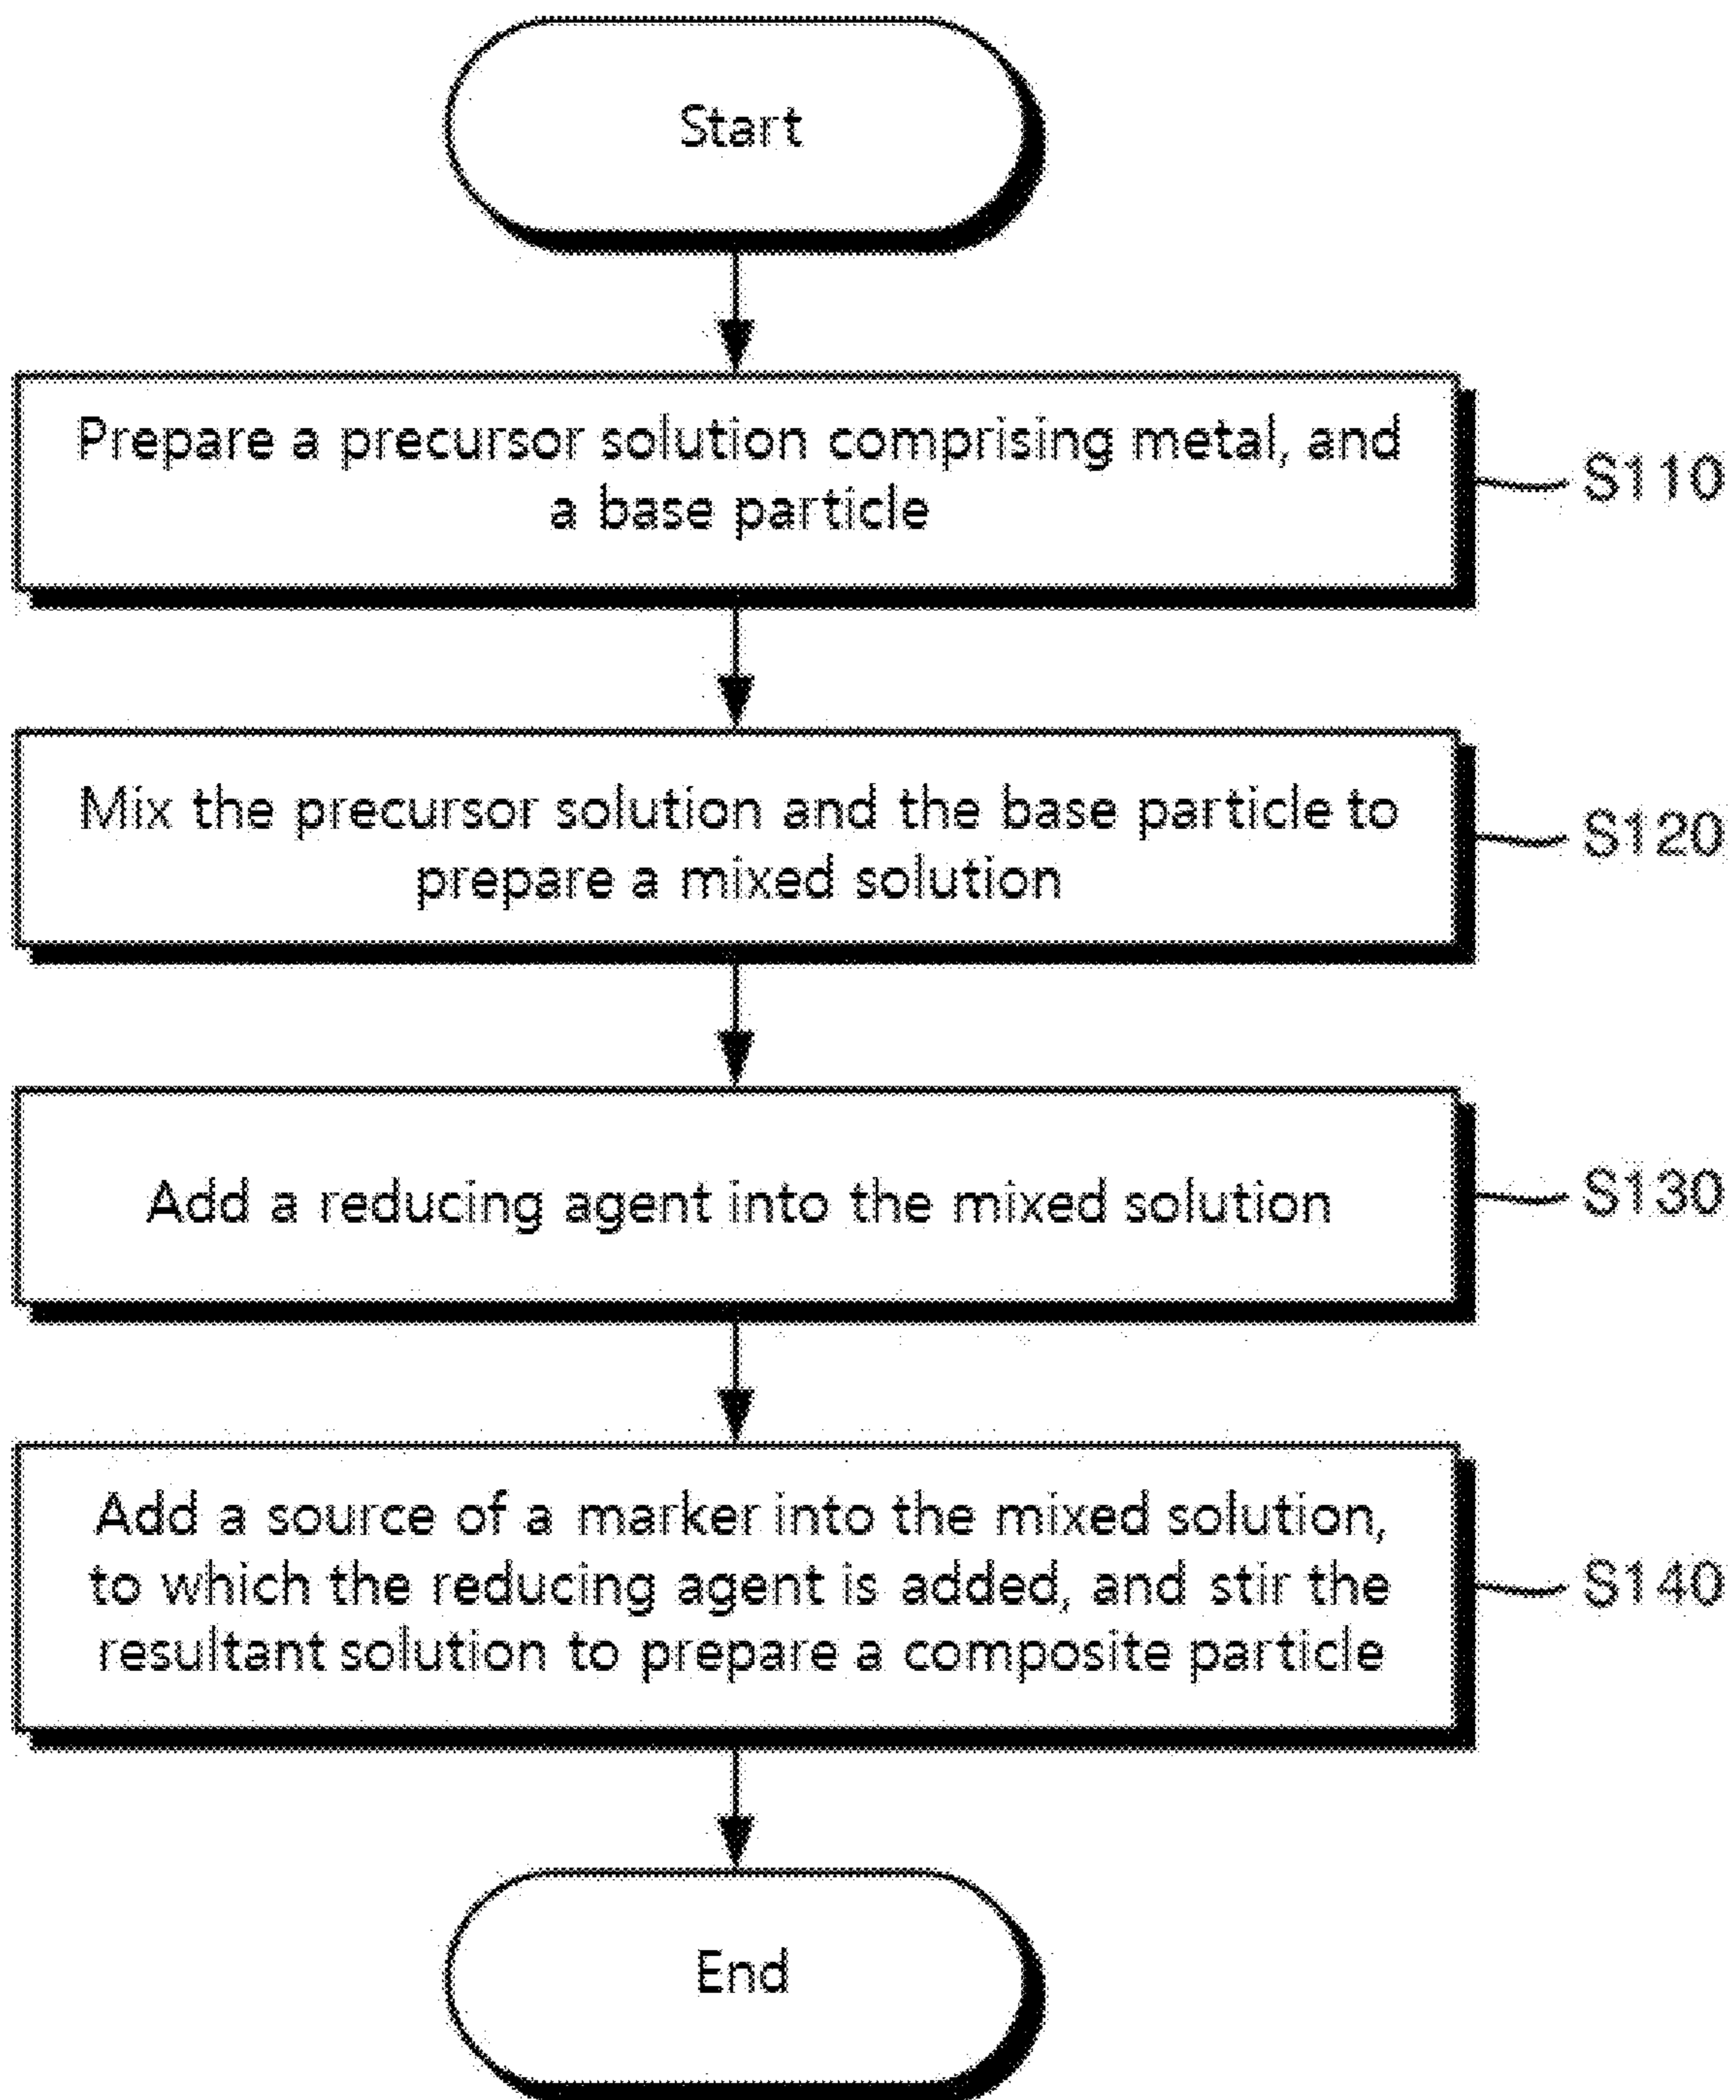 Start
Prepare a precursor solution comprising metal, and
a base particle
S110
Mix the precursor solution and the base particle to
prepare a mixed solution
S120
Add a reducing agent into the mixed solution
S130
Add a source of a marker into the mixed solution,
to which the reducing agent is added, and stir the
resultant solution to prepare a composite particle
S140
End